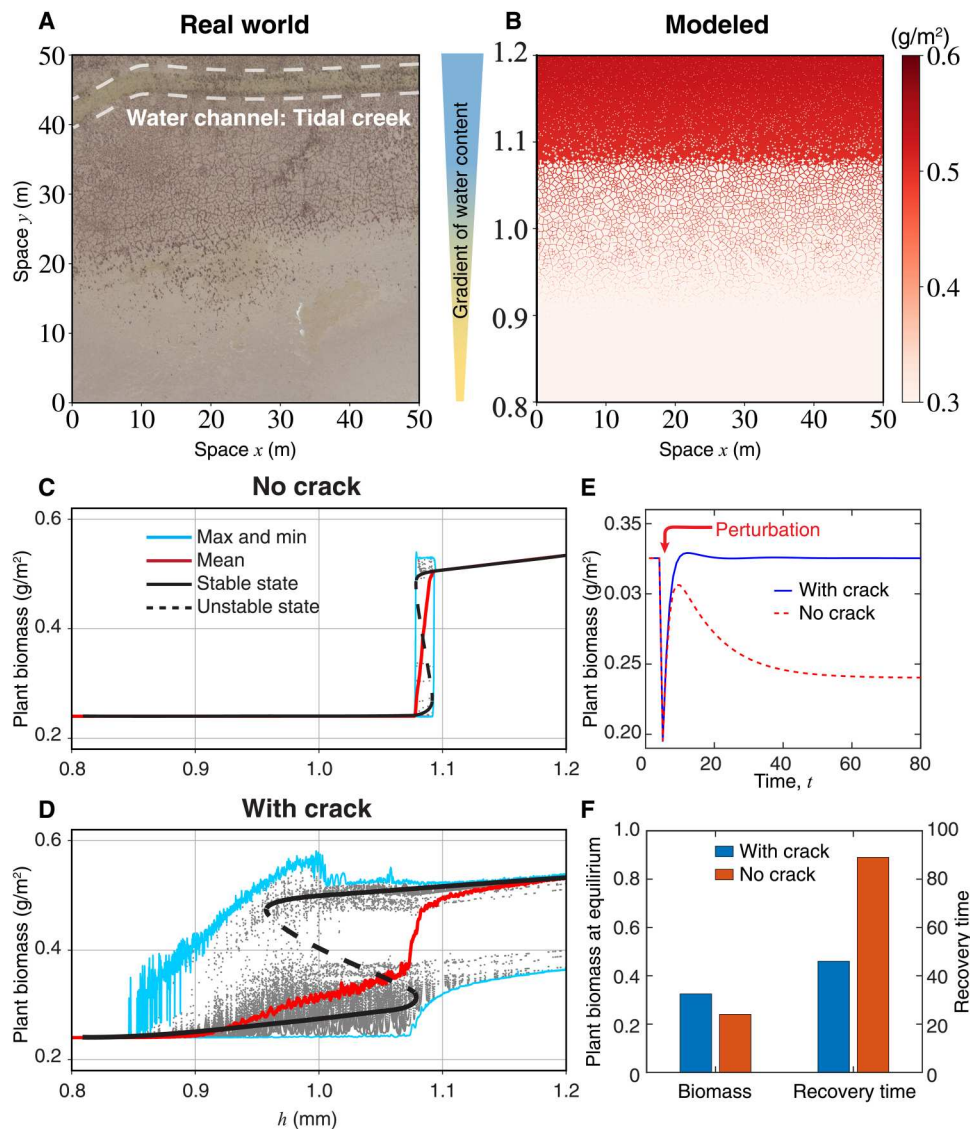 A Real world
50
40
30
20
10
0
Space y (m)
Water channel: Tidal creek
0 10 20 30 40 50
Space x (m)
Gradient of water content
B Modeled
1.2
1.1
1.0
0.9
0.8
0 10 20 30 40 50
Space x (m)
(g/m²)
0.6
0.5
0.4
0.3
C No crack
0.6
0.4
0.2
Plant biomass (g/m²)
Max and min
Mean
Stable state
Unstable state
0.8 0.9 1.0 1.1 1.2
D With crack
0.6
0.4
0.2
Plant biomass (g/m²)
0.8 0.9 1.0 1.1 1.2
h (mm)
E
0.35
0.03
0.24
0.20
Plant biomass (g/m²)
Perturbation
With crack
No crack
0 20 40 60 80
Time, t
F
1.0
0.8
0.6
0.4
0.2
0
Plant biomass at equilibrium
With crack
No crack
100
80
60
40
20
0
Recovery time
Biomass Recovery time